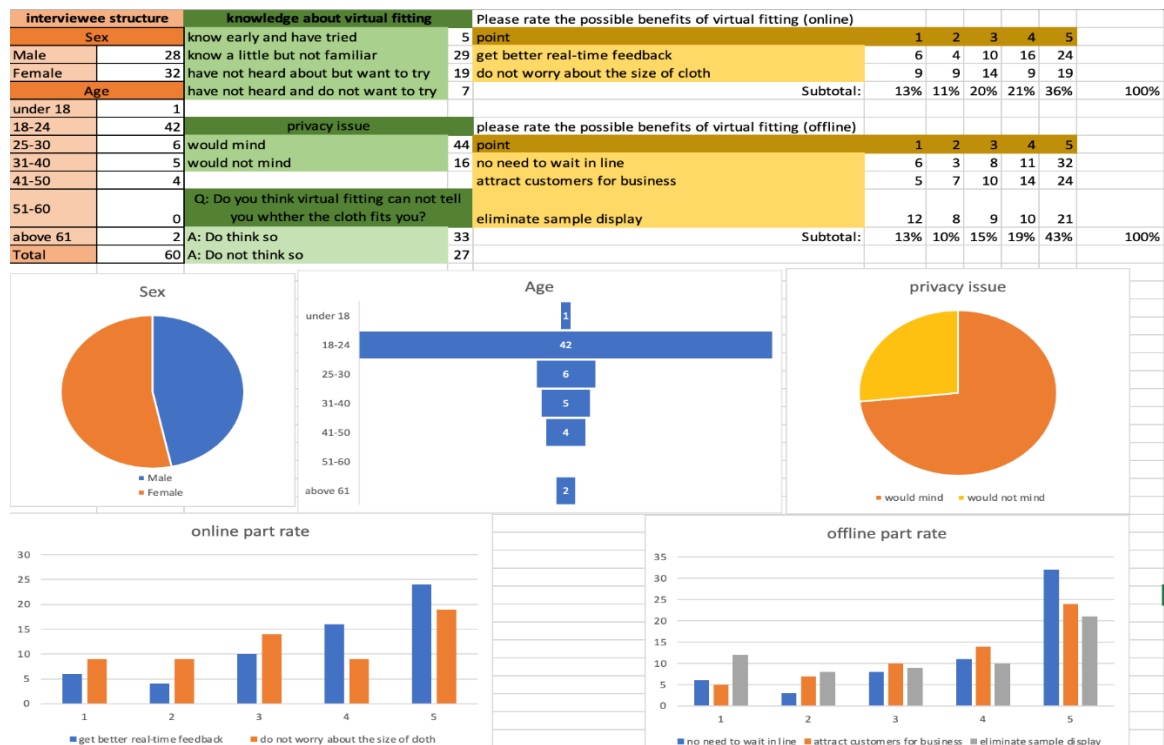 interviewee structure knowledge about virtual fitting Please rate the possible benefits of virtual fitting (online)
Sex know early and have tried 5 point 1 2 3 4 5
Male 28 know a little but not familiar 29 get better real-time feedback 6 4 10 16 24
Female 32 have not heard about but want to try 19 do not worry about the size of cloth 9 9 14 9 19
Age have not heard and do not want to try 7 Subtotal: 13% 11% 20% 21% 36% 100%
under 18 1
18-24 42 privacy issue please rate the possible benefits of virtual fitting (offline)
25-30 6 would mind 44 point 1 2 3 4 5
31-40 5 would not mind 16 no need to wait in line 6 3 8 11 32
41-50 4 attract customers for business 5 7 10 14 24
Q: Do you think virtual fitting can not tell
51-60 0 you whther the cloth fits you? eliminate sample display 12 8 9 10 21
above 61 2 A: Do think so 33 Subtotal: 13% 10% 15% 19% 43% 100%
Total 60 A: Do not think so 27
Sex
Male
Female
Age
under 18 1
18-24 42
25-30 6
31-40 5
41-50 4
51-60
above 61 2
privacy issue
would mind would not mind
online part rate
30
25
20
15
10
5
0
1 2 3 4 5
get better real-time feedback do not worry about the size of cloth
offline part rate
35
30
25
20
15
10
5
0
1 2 3 4 5
no need to wait in line attract customers for business eliminate sample display